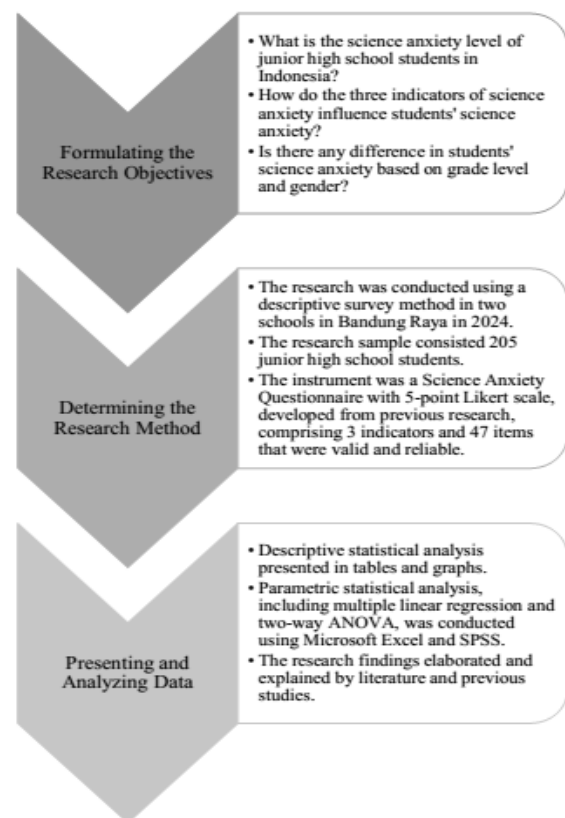 Formulating the
Research Objectives
• What is the science anxiety level of
junior high school students in
Indonesia?
• How do the three indicators of
science anxiety influence students' science
anxiety?
• Is there any difference in students'
science anxiety based on grade level
and gender?
Determining the
Research Method
• The research was conducted using a
descriptive survey method in two
schools in Bandung Raya in 2024.
• The research sample consisted 205
junior high school students.
• The instrument was a Science Anxiety
Questionnaire with 5-point Likert scale,
developed from previous research,
comprising 3 indicators and 47 items
that were valid and reliable.
Presenting and
Analyzing Data
• Descriptive statistical analysis
presented in tables and graphs.
• Parametric statistical analysis,
including multiple linear regression and
two-way ANOVA, was conducted
using Microsoft Excel and SPSS.
• The research findings elaborated and
explained by literature and previous
studies.